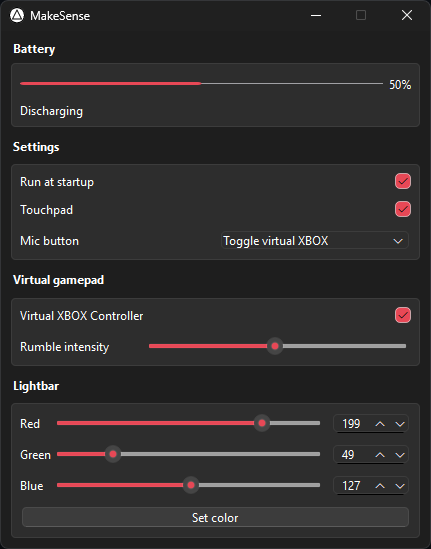 MakeSense
Battery
50%
Discharging
Settings
Run at startup
Touchpad
Mic button Toggle virtual XBOX
Virtual gamepad
Virtual XBOX Controller
Rumble intensity
Lightbar
Red 199
Green 49
Blue 127
Set color